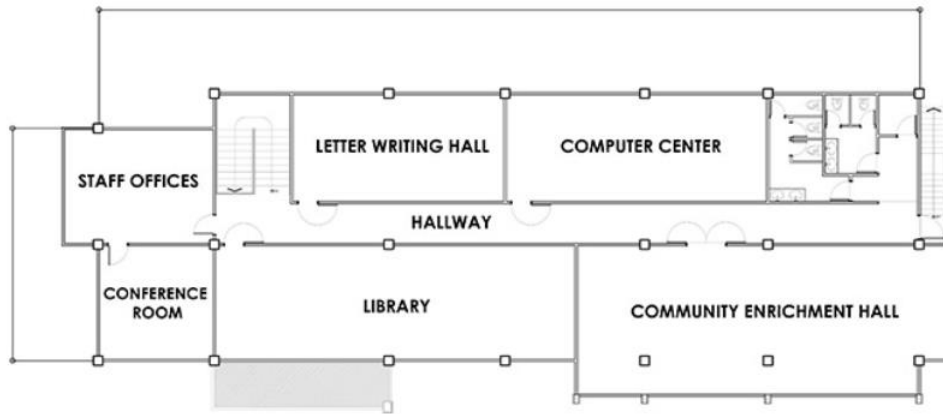 LETTER WRITING HALL
COMPUTER CENTER
STAFF OFFICES
HALLWAY
CONFERENCE
ROOM
LIBRARY
COMMUNITY ENRICHMENT HALL